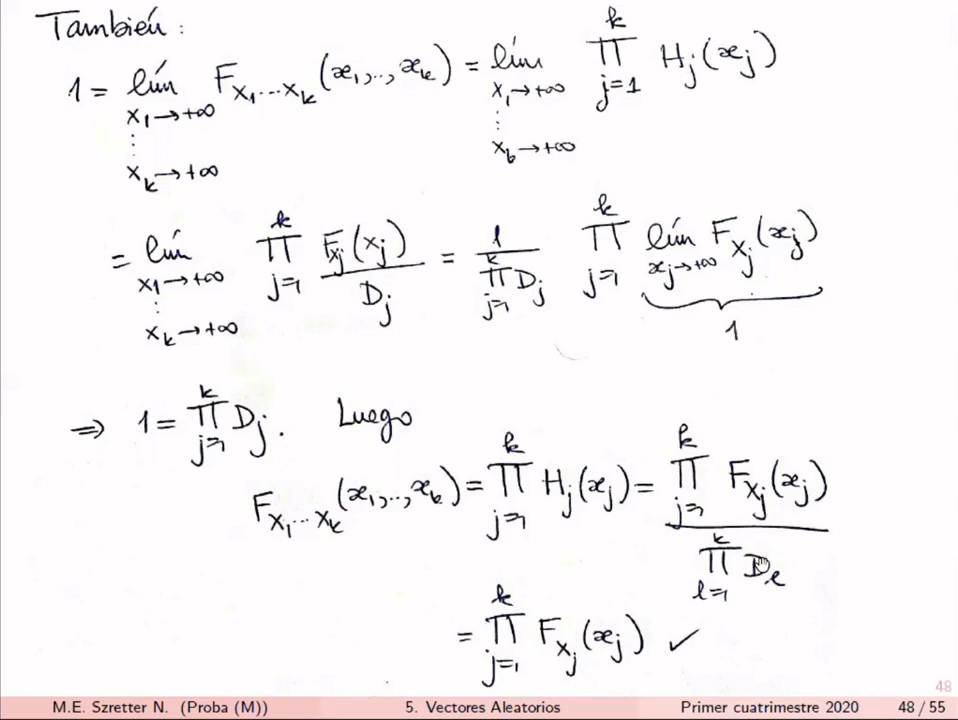 También:
1 = lím F_{X_1...X_k}(x_1,..,x_k) = lím ∏_{j=1}^{k} H_j(x_j)
x_1→+∞ x_1→+∞
⋮ ⋮
x_k→+∞ x_k→+∞
= lím ∏_{j=1}^{k} F_{X_j}(x_j) / D_j = 1 / ∏_{j=1}^{k} D_j ∏_{j=1}^{k} lím_{x_j→+∞} F_{X_j}(x_j)
x_1→+∞
⋮
x_k→+∞ 1
⇒ 1 = ∏_{j=1}^{k} D_j. Luego
F_{X_1...X_k}(x_1,..,x_k) = ∏_{j=1}^{k} H_j(x_j) = ∏_{j=1}^{k} F_{X_j}(x_j) / ∏_{l=1}^{k} D_l
= ∏_{j=1}^{k} F_{X_j}(x_j) ✓
48
M.E. Szretter N. (Proba (M)) 5. Vectores Aleatorios Primer cuatrimestre 2020 48 / 55